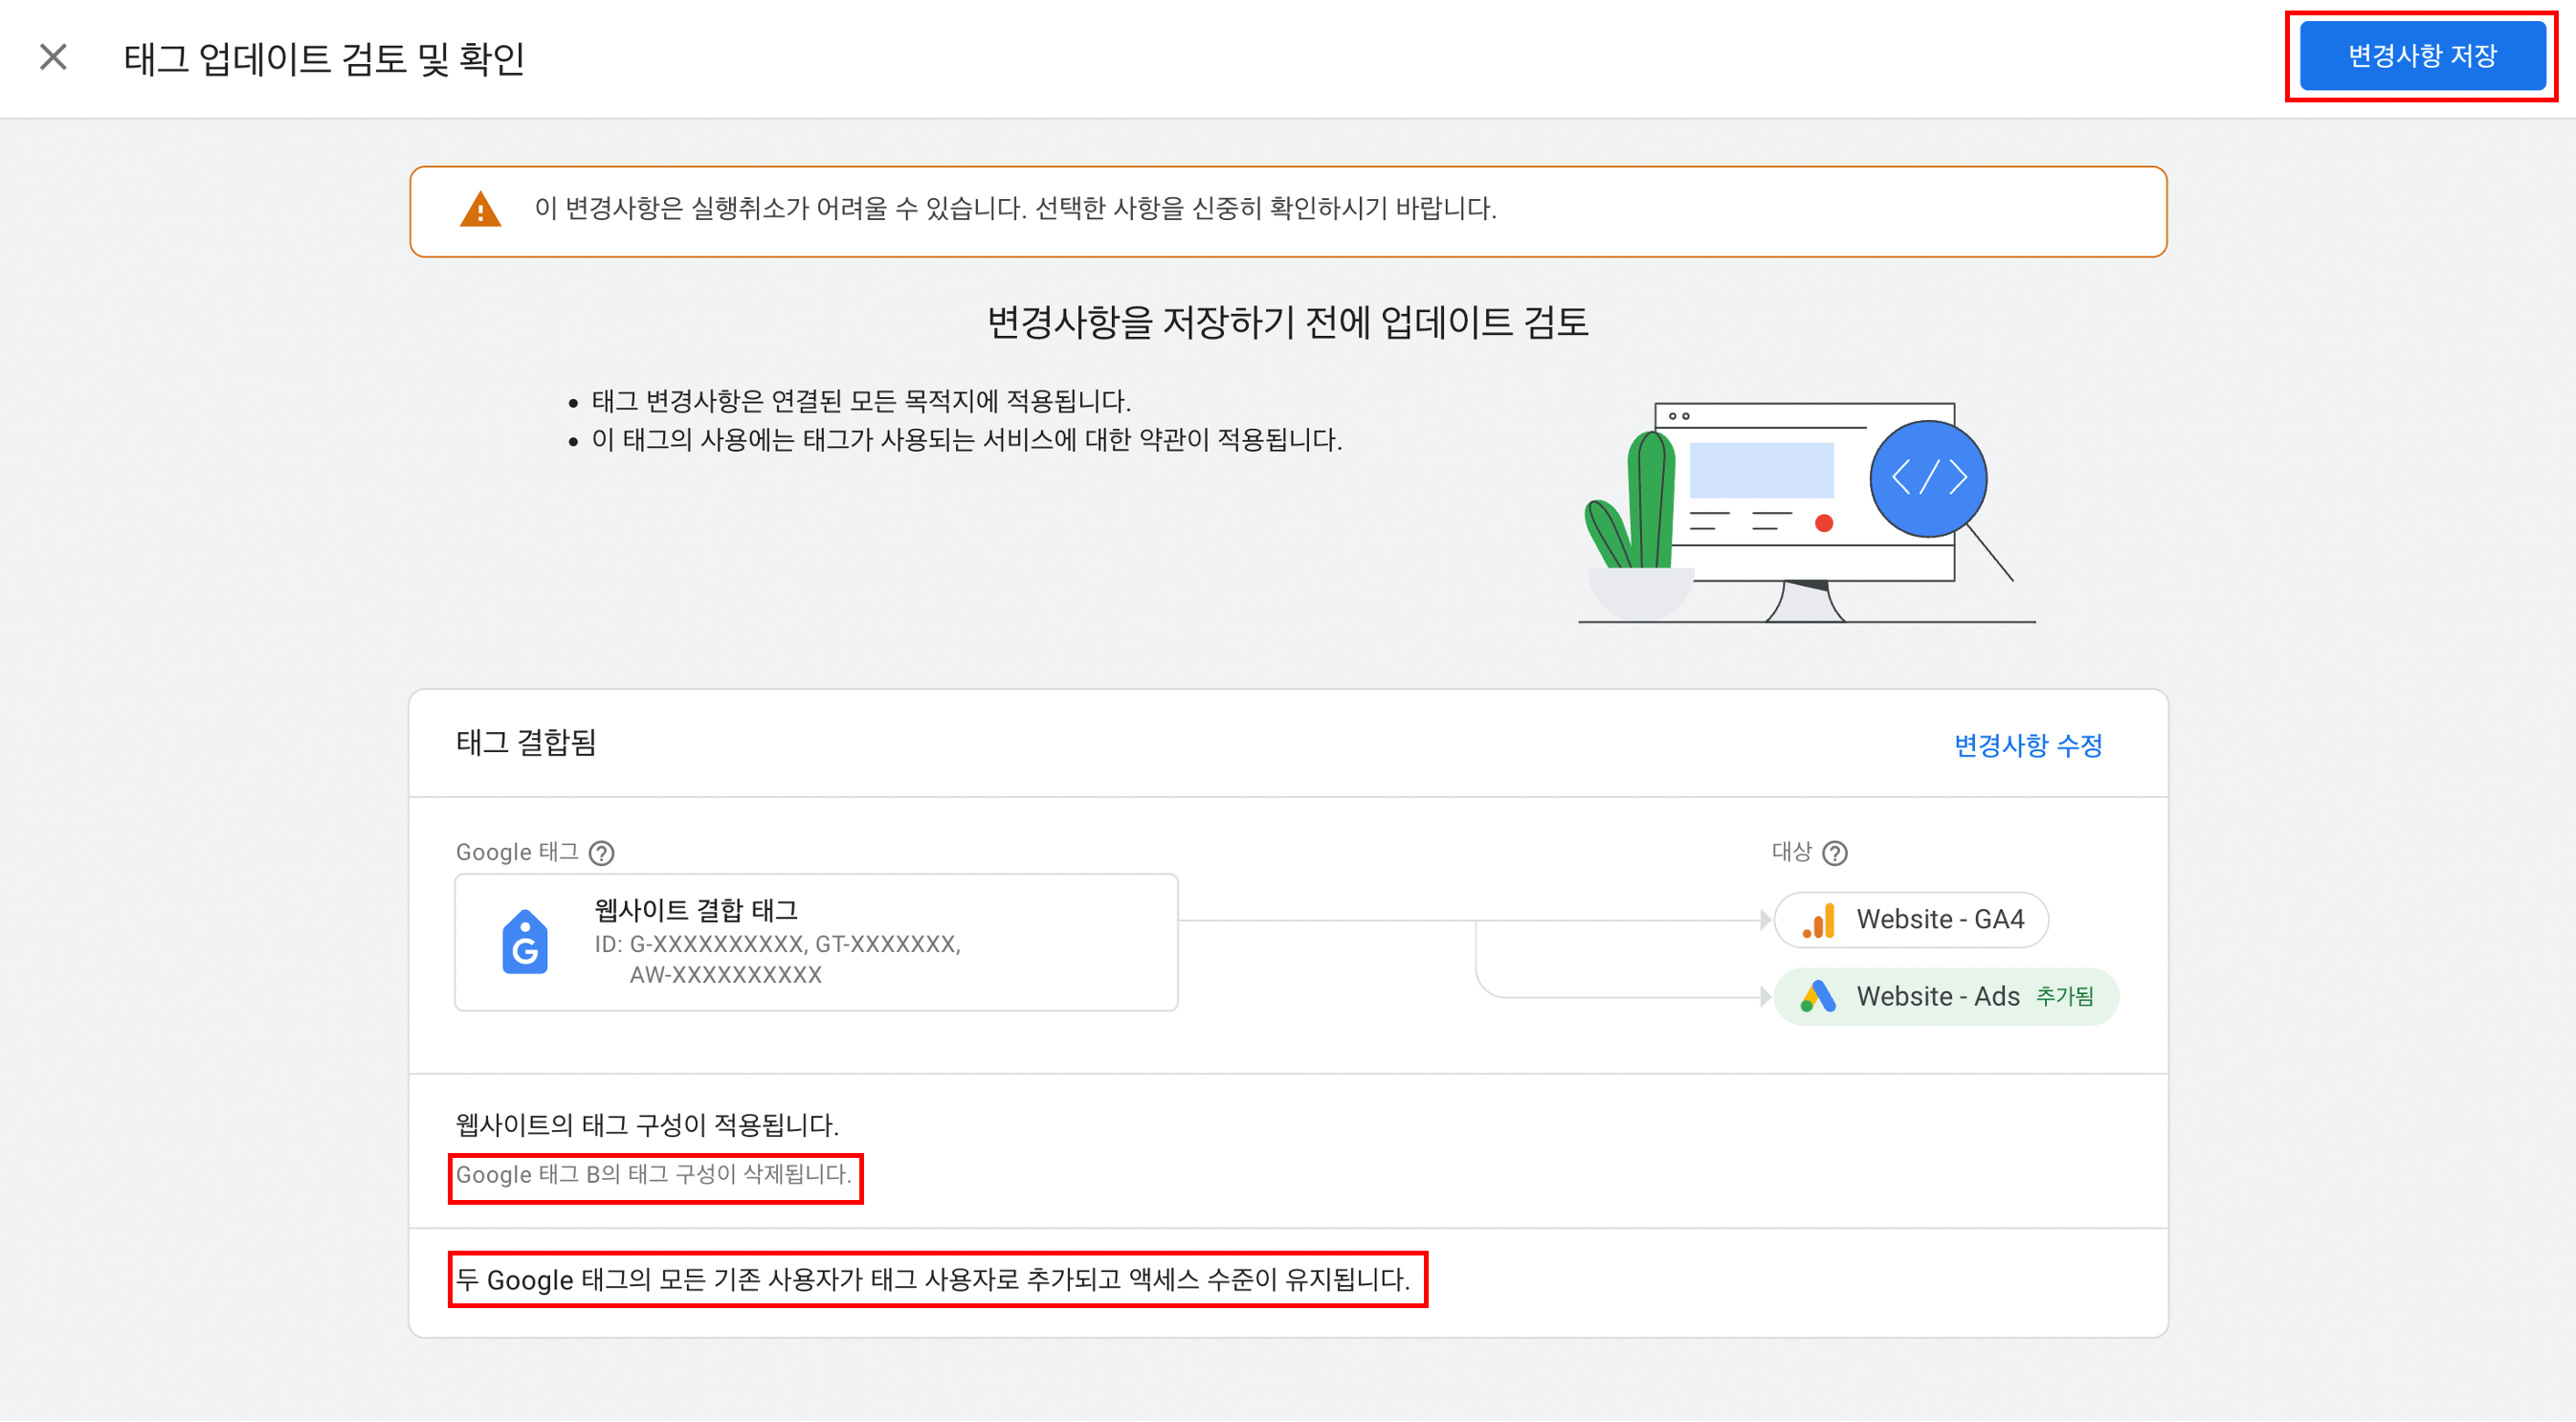 태그 업데이트 검토 및 확인
변경사항 저장
이 변경사항은 실행취소가 어려울 수 있습니다. 선택한 사항을 신중히 확인하시기 바랍니다.
변경사항을 저장하기 전에 업데이트 검토
• 태그 변경사항은 연결된 모든 목적지에 적용됩니다.
• 이 태그의 사용에는 태그가 사용되는 서비스에 대한 약관이 적용됩니다.
</>
태그 결합됨
변경사항 수정
Google 태그 ?
대상 ?
G
웹사이트 결합 태그
ID: G-XXXXXXXXXX, GT-XXXXXXX,
AW-XXXXXXXXXX
Website - GA4
Website - Ads 추가됨
웹사이트의 태그 구성이 적용됩니다.
Google 태그 B의 태그 구성이 삭제됩니다.
두 Google 태그의 모든 기존 사용자가 태그 사용자로 추가되고 액세스 수준이 유지됩니다.